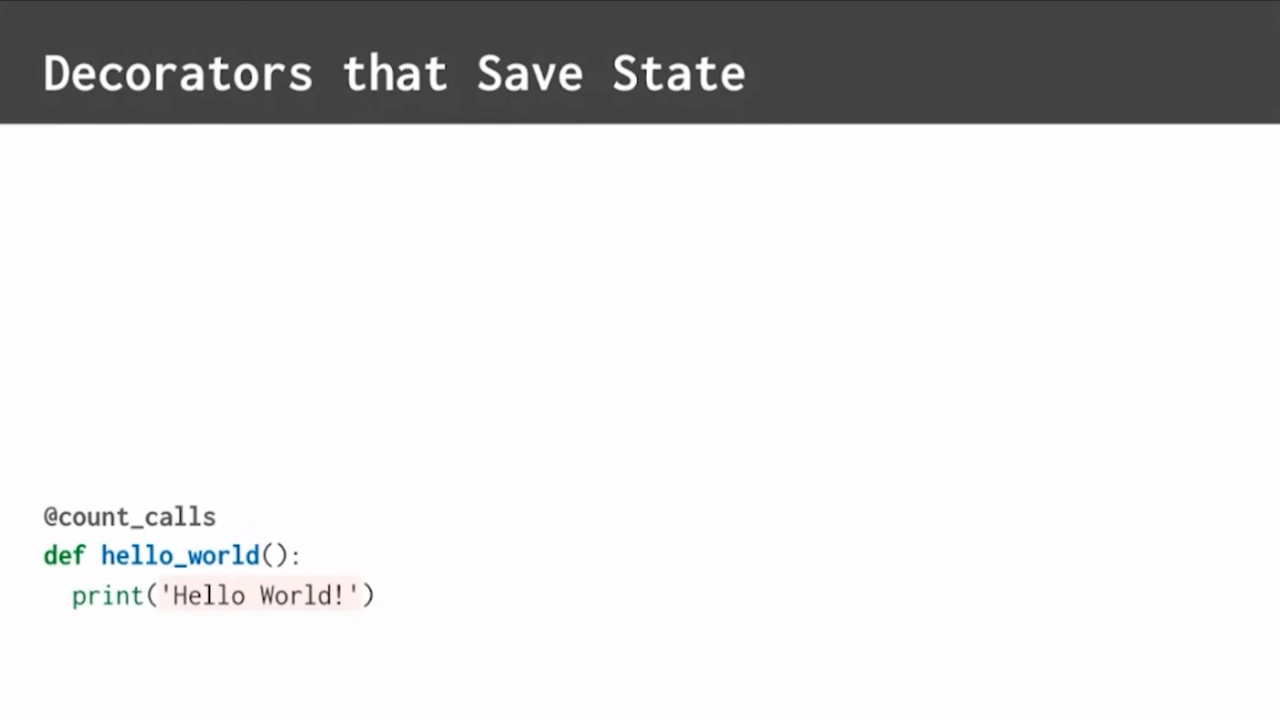 Decorators that Save State
@count_calls
def hello_world():
  print('Hello World!')